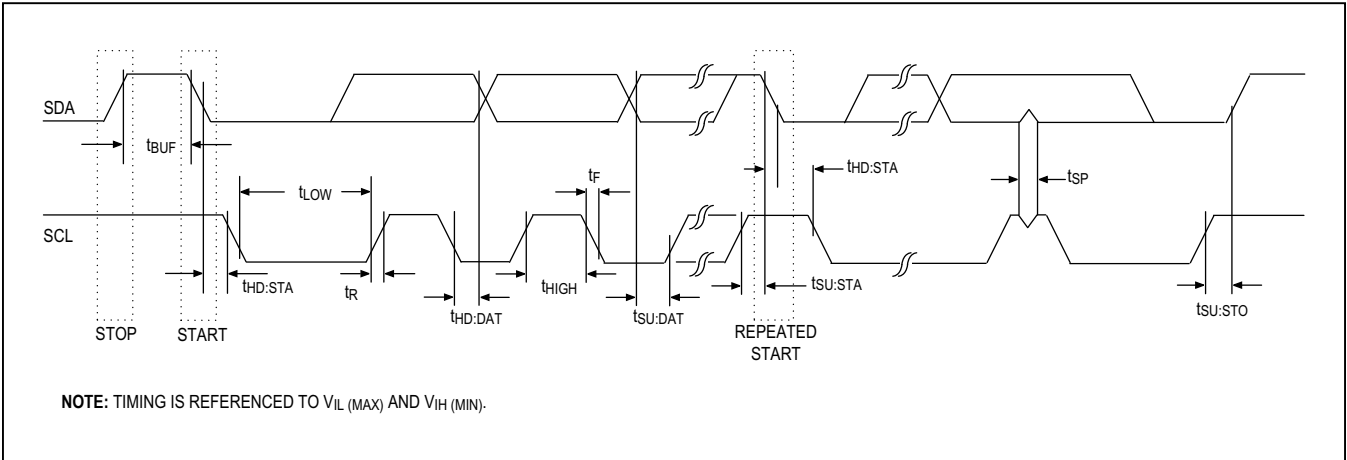 SDA
tBUF
tLOW
tF
tHD:STA
tSP
SCL
tHD:STA
tR
tHD:DAT
tHIGH
tSU:DAT
tSU:STA
tSU:STO
STOP
START
REPEATED
START
NOTE: TIMING IS REFERENCED TO VIL (MAX) AND VIH (MIN).